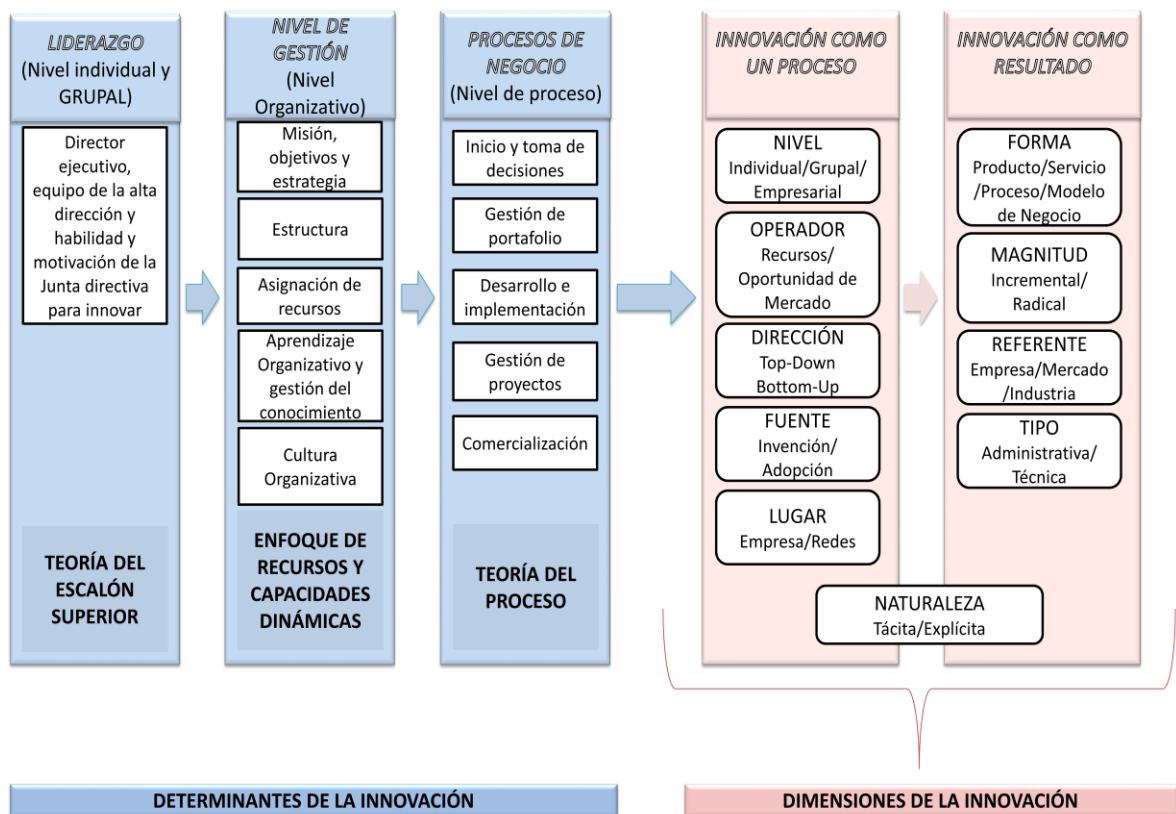 LIDERAZGO
(Nivel individual y
GRUPAL)
Director
ejecutivo,
equipo de la alta
dirección y
habilidad y
motivación de la
Junta directiva
para innovar
TEORÍA DEL
ESCALÓN
SUPERIOR
NIVEL DE
GESTIÓN
(Nivel
Organizativo)
Misión,
objetivos y
estrategia
Estructura
Asignación de
recursos
Aprendizaje
Organizativo y
gestión del
conocimiento
Cultura
Organizativa
ENFOQUE DE
RECURSOS Y
CAPACIDADES
DINÁMICAS
PROCESOS DE
NEGOCIO
(Nivel de proceso)
Inicio y toma de
decisiones
Gestión de
portafolio
Desarrollo e
implementación
Gestión de
proyectos
Comercialización
TEORÍA DEL
PROCESO
INNOVACIÓN COMO
UN PROCESO
NIVEL
Individual/Grupal/
Empresarial
OPERADOR
Recursos/
Oportunidad de
Mercado
DIRECCIÓN
Top-Down
Bottom-Up
FUENTE
Invención/
Adopción
LUGAR
Empresa/Redes
INNOVACIÓN COMO
RESULTADO
FORMA
Producto/Servicio
/Proceso/Modelo
de Negocio
MAGNITUD
Incremental/
Radical
REFERENTE
Empresa/Mercado
/Industria
TIPO
Administrativa/
Técnica
NATURALEZA
Tácita/Explícita
DETERMINANTES DE LA INNOVACIÓN
DIMENSIONES DE LA INNOVACIÓN